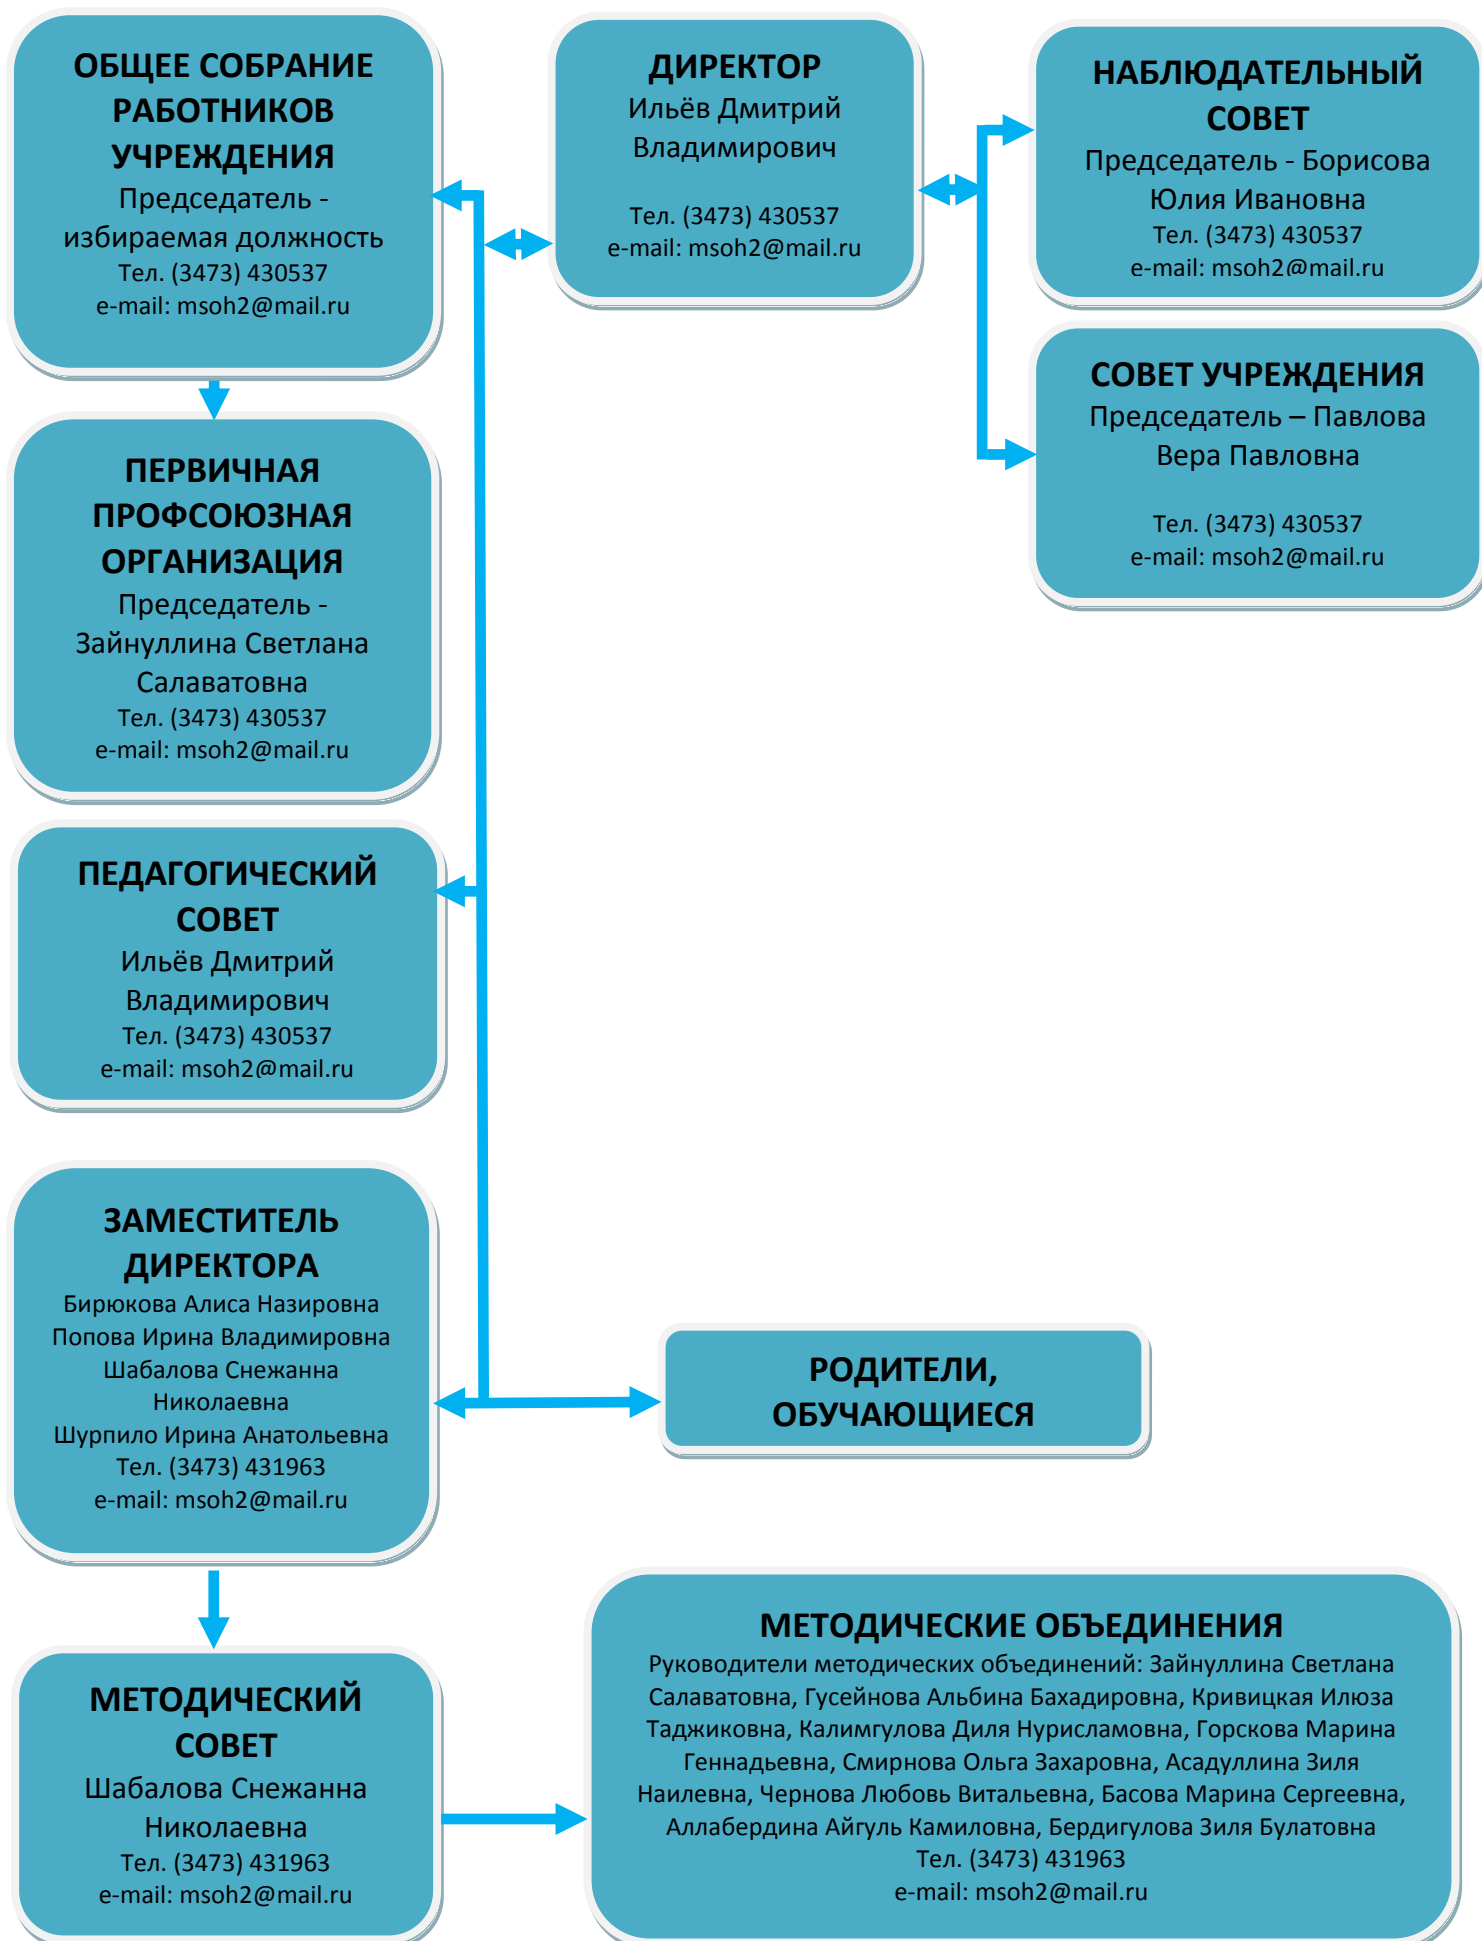 ОБЩЕЕ СОБРАНИЕ
РАБОТНИКОВ
УЧРЕЖДЕНИЯ
Председатель -
избираемая должность
Тел. (3473) 430537
e-mail: msoh2@mail.ru
ДИРЕКТОР
Ильёв Дмитрий
Владимирович
Тел. (3473) 430537
e-mail: msoh2@mail.ru
НАБЛЮДАТЕЛЬНЫЙ
СОВЕТ
Председатель - Борисова
Юлия Ивановна
Тел. (3473) 430537
e-mail: msoh2@mail.ru
СОВЕТ УЧРЕЖДЕНИЯ
Председатель – Павлова
Вера Павловна
Тел. (3473) 430537
e-mail: msoh2@mail.ru
ПЕРВИЧНАЯ
ПРОФСОЮЗНАЯ
ОРГАНИЗАЦИЯ
Председатель -
Зайнуллина Светлана
Салаватовна
Тел. (3473) 430537
e-mail: msoh2@mail.ru
ПЕДАГОГИЧЕСКИЙ
СОВЕТ
Ильёв Дмитрий
Владимирович
Тел. (3473) 430537
e-mail: msoh2@mail.ru
ЗАМЕСТИТЕЛЬ
ДИРЕКТОРА
Бирюкова Алиса Назировна
Попова Ирина Владимировна
Шабалова Снежанна
Николаевна
Шурпило Ирина Анатольевна
Тел. (3473) 431963
e-mail: msoh2@mail.ru
РОДИТЕЛИ,
ОБУЧАЮЩИЕСЯ
МЕТОДИЧЕСКИЙ
СОВЕТ
Шабалова Снежанна
Николаевна
Тел. (3473) 431963
e-mail: msoh2@mail.ru
МЕТОДИЧЕСКИЕ ОБЪЕДИНЕНИЯ
Руководители методических объединений: Зайнуллина Светлана
Салаватовна, Гусейнова Альбина Бахадировна, Кривицкая Илюза
Таджиковна, Калимгулова Диля Нурисламовна, Горскова Марина
Геннадьевна, Смирнова Ольга Захаровна, Асадуллина Зиля
Наилевна, Чернова Любовь Витальевна, Басова Марина Сергеевна,
Аллабердина Айгуль Камиловна, Бердигулова Зиля Булатовна
Тел. (3473) 431963
e-mail: msoh2@mail.ru